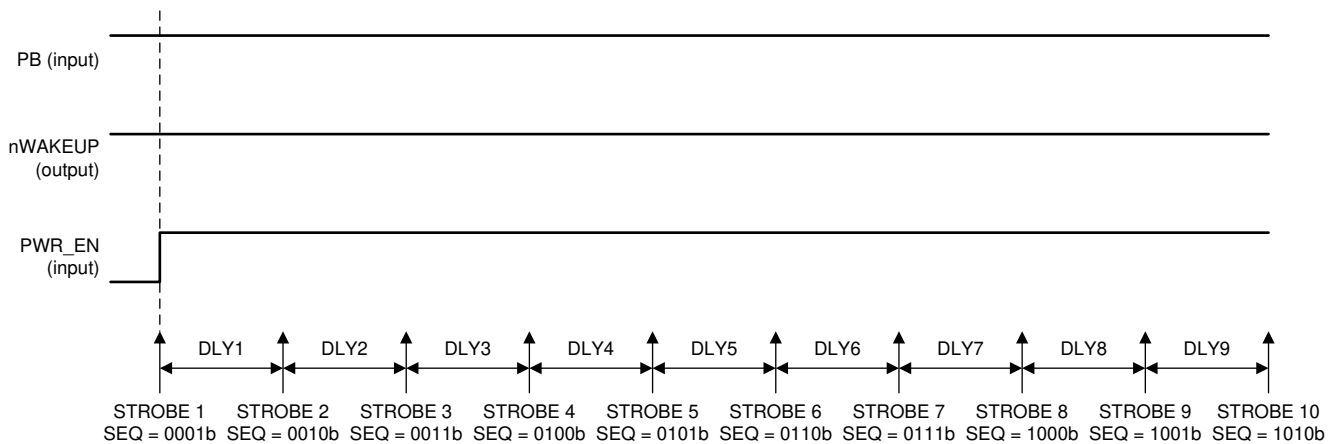 PB (input)
nWAKEUP
(output)
PWR_EN
(input)
DLY1 DLY2 DLY3 DLY4 DLY5 DLY6 DLY7 DLY8 DLY9
STROBE 1 STROBE 2 STROBE 3 STROBE 4 STROBE 5 STROBE 6 STROBE 7 STROBE 8 STROBE 9 STROBE 10
SEQ = 0001b SEQ = 0010b SEQ = 0011b SEQ = 0100b SEQ = 0101b SEQ = 0110b SEQ = 0111b SEQ = 1000b SEQ = 1001b SEQ = 1010b